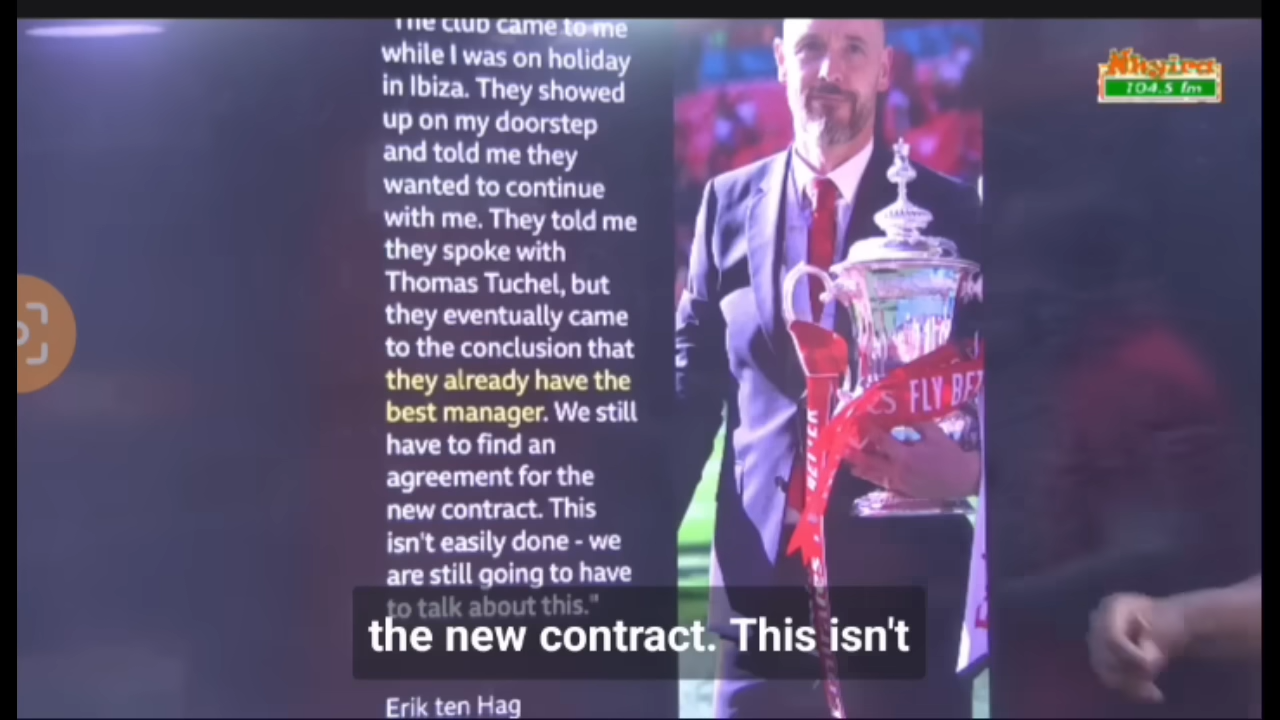 "The club came to me
while I was on holiday
in Ibiza. They showed
up on my doorstep
and told me they
wanted to continue
with me. They told me
they spoke with
Thomas Tuchel, but
they eventually came
to the conclusion that
they already have the
best manager. We still
have to find an
agreement for the
new contract. This
isn't easily done - we
are still going to have
to talk about this."
Erik ten Hag
Nhyira
104.5 fm
FLY BET
the new contract. This isn't